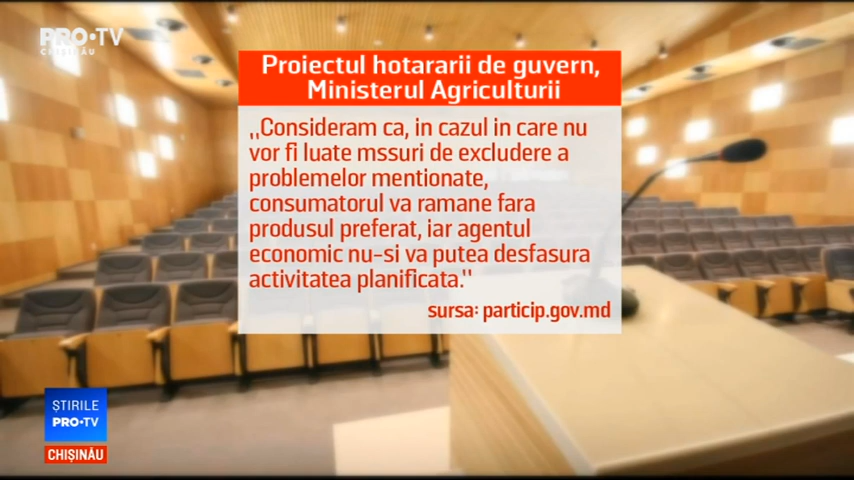 PRO•TV
CHIȘINĂU
Proiectul hotararii de guvern,
Ministerul Agriculturii
,,Consideram ca, in cazul in care nu
vor fi luate mssuri de excludere a
problemelor mentionate,
consumatorul va ramane fara
produsul preferat, iar agentul
economic nu-si va putea desfasura
activitatea planificata."
sursa: particip.gov.md
ȘTIRILE
PRO•TV
CHIȘINĂU